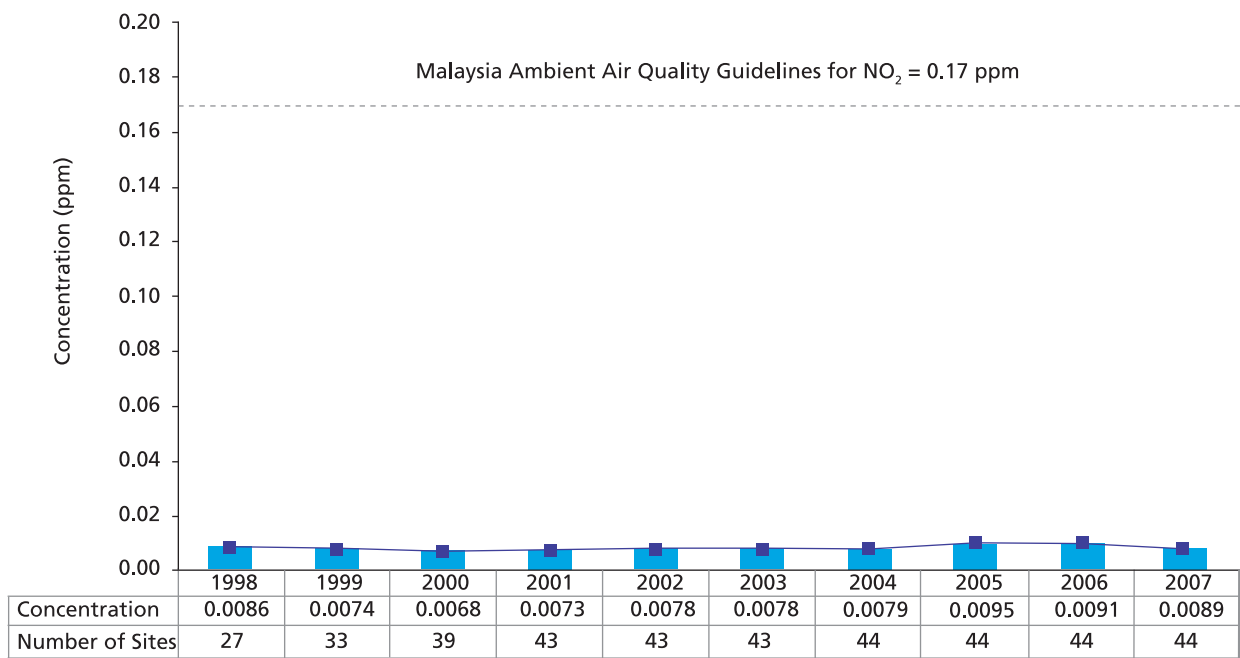 0.20
0.18
Malaysia Ambient Air Quality Guidelines for NO₂ = 0.17 ppm
0.16
0.14
0.12
0.10
0.08
0.06
0.04
0.02
0.00
Concentration (ppm)
1998 1999 2000 2001 2002 2003 2004 2005 2006 2007
Concentration 0.0086 0.0074 0.0068 0.0073 0.0078 0.0078 0.0079 0.0095 0.0091 0.0089
Number of Sites 27 33 39 43 43 43 44 44 44 44